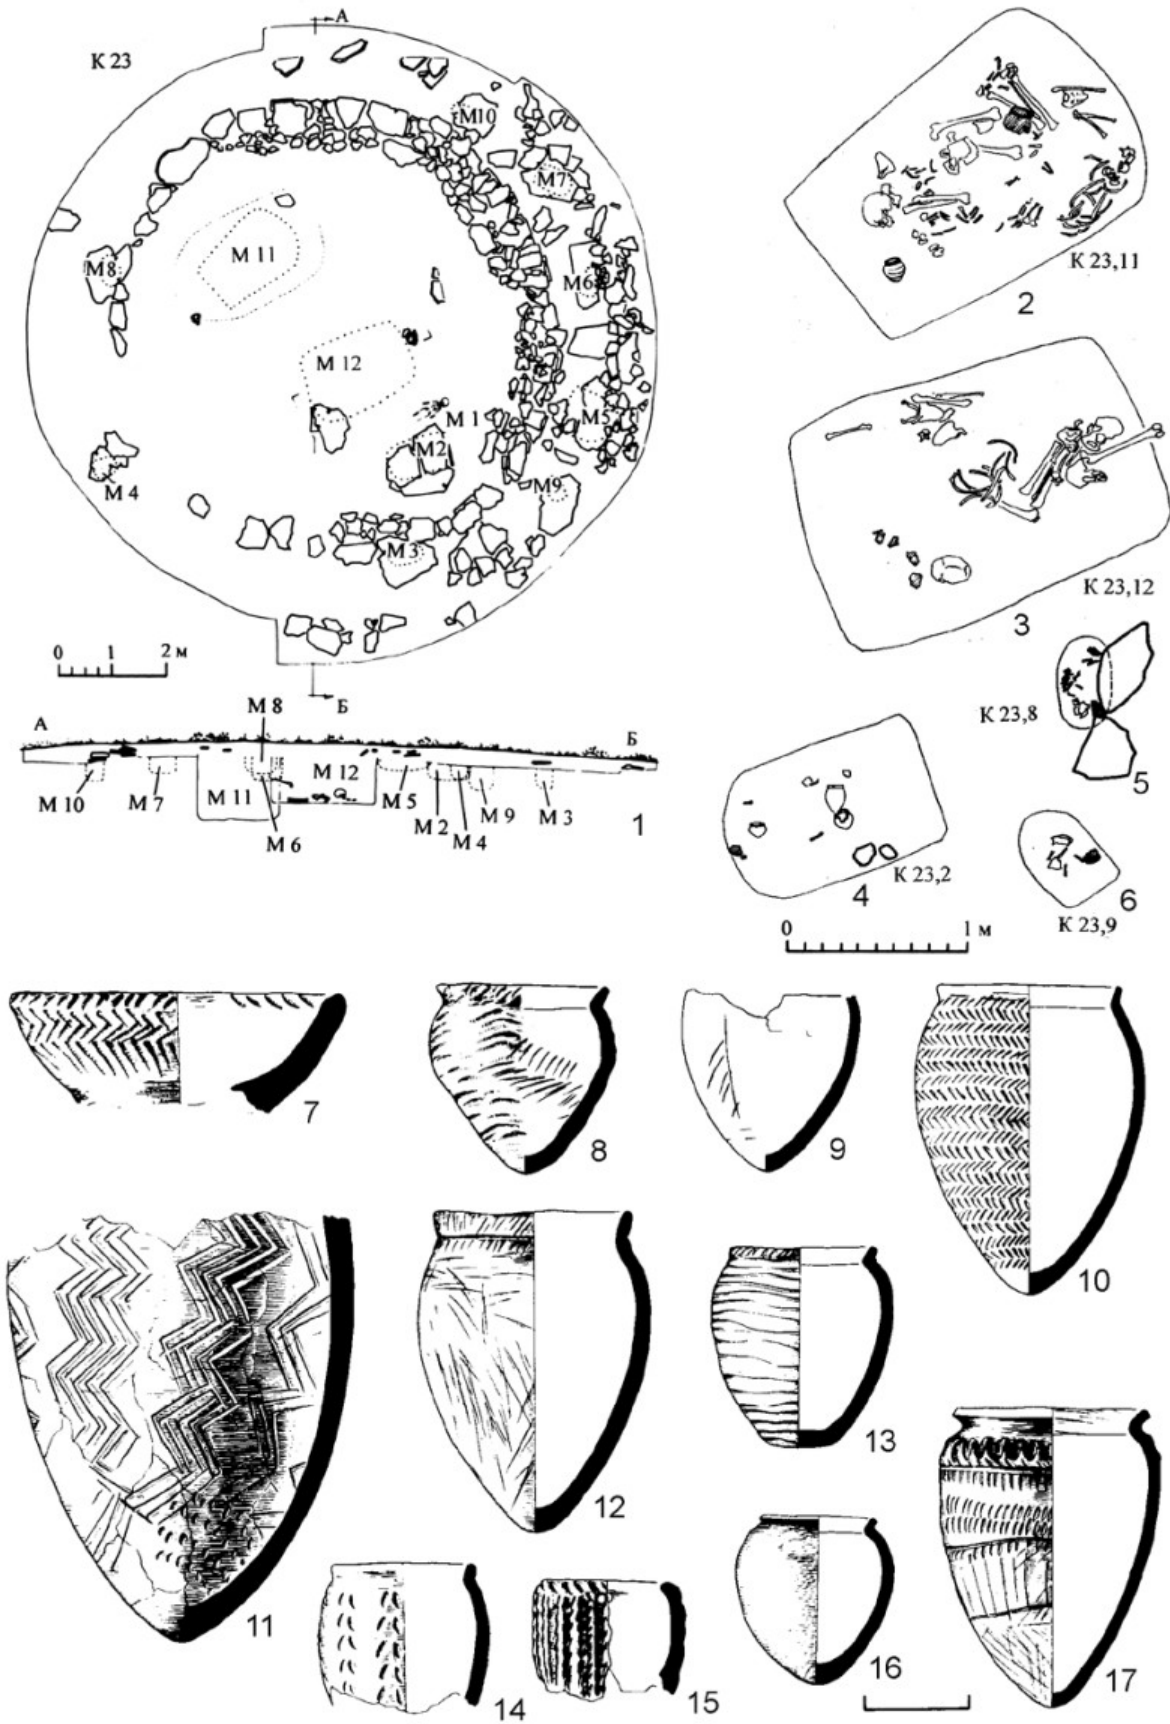 А
К 23
М10
М7
М 11
М8
М6
М 12
М 1
М5
М2
М 4
М9
М3
0 1 2 м
Б
А
М 8
Б
М 12
М 10
М 7
М 11
М 5
М 9
М 3
М 2
М 4
М 6
1
К 23,11
2
К 23,12
3
К 23,8
5
К 23,2
4
6
К 23,9
0 1 м
7
8
9
10
11
12
13
14
15
16
17